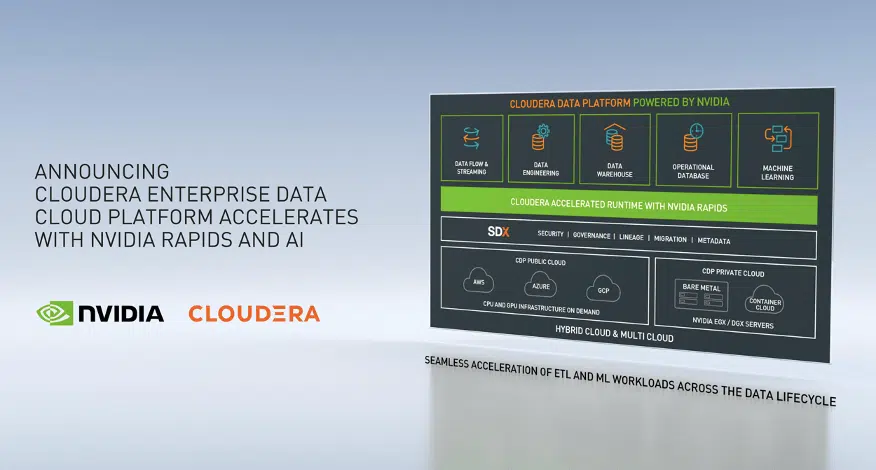 ANNOUNCING
CLOUDERA ENTERPRISE DATA
CLOUD PLATFORM ACCELERATES
WITH NVIDIA RAPIDS AND AI
NVIDIA
CLOUDERA
CLOUDERA DATA PLATFORM POWERED BY NVIDIA
DATA FLOW &
STREAMING
DATA
ENGINEERING
DATA
WAREHOUSE
OPERATIONAL
DATABASE
MACHINE
LEARNING
CLOUDERA ACCELERATED RUNTIME WITH NVIDIA RAPIDS
SDX SECURITY | GOVERNANCE | LINEAGE | MIGRATION | METADATA
CDP PUBLIC CLOUD
AWS
AZURE
GCP
CPU AND GPU INFRASTRUCTURE ON DEMAND
CDP PRIVATE CLOUD
BARE METAL
CONTAINER
CLOUD
NVIDIA EGX / DGX SERVERS
HYBRID CLOUD & MULTI CLOUD
SEAMLESS ACCELERATION OF ETL AND ML WORKLOADS ACROSS THE DATA LIFECYCLE